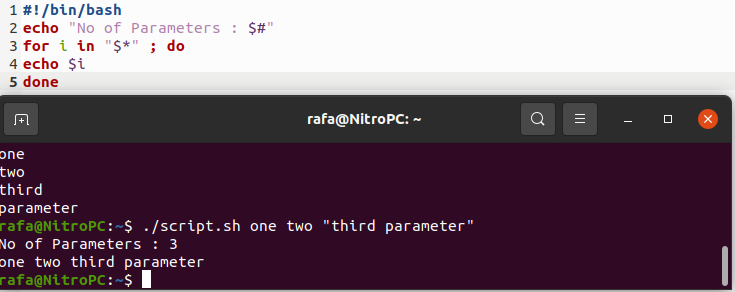 1 #!/bin/bash
2 echo "No of Parameters : $#"
3 for i in "$*" ; do
4 echo $i
5 done
rafa@NitroPC: ~
one
two
third
parameter
rafa@NitroPC:~$ ./script.sh one two "third parameter"
No of Parameters : 3
one two third parameter
rafa@NitroPC:~$